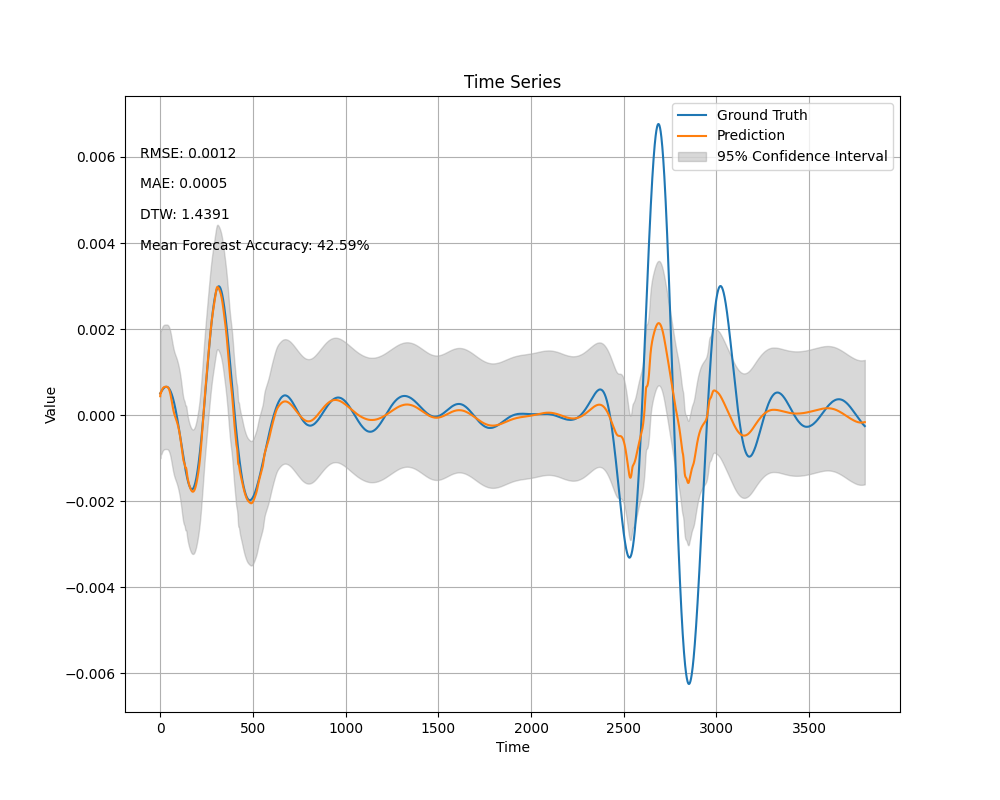 Time Series
Ground Truth
Prediction
95% Confidence Interval
RMSE: 0.0012
MAE: 0.0005
DTW: 1.4391
Mean Forecast Accuracy: 42.59%
Value
0.006
0.004
0.002
0.000
−0.002
−0.004
−0.006
0 500 1000 1500 2000 2500 3000 3500
Time